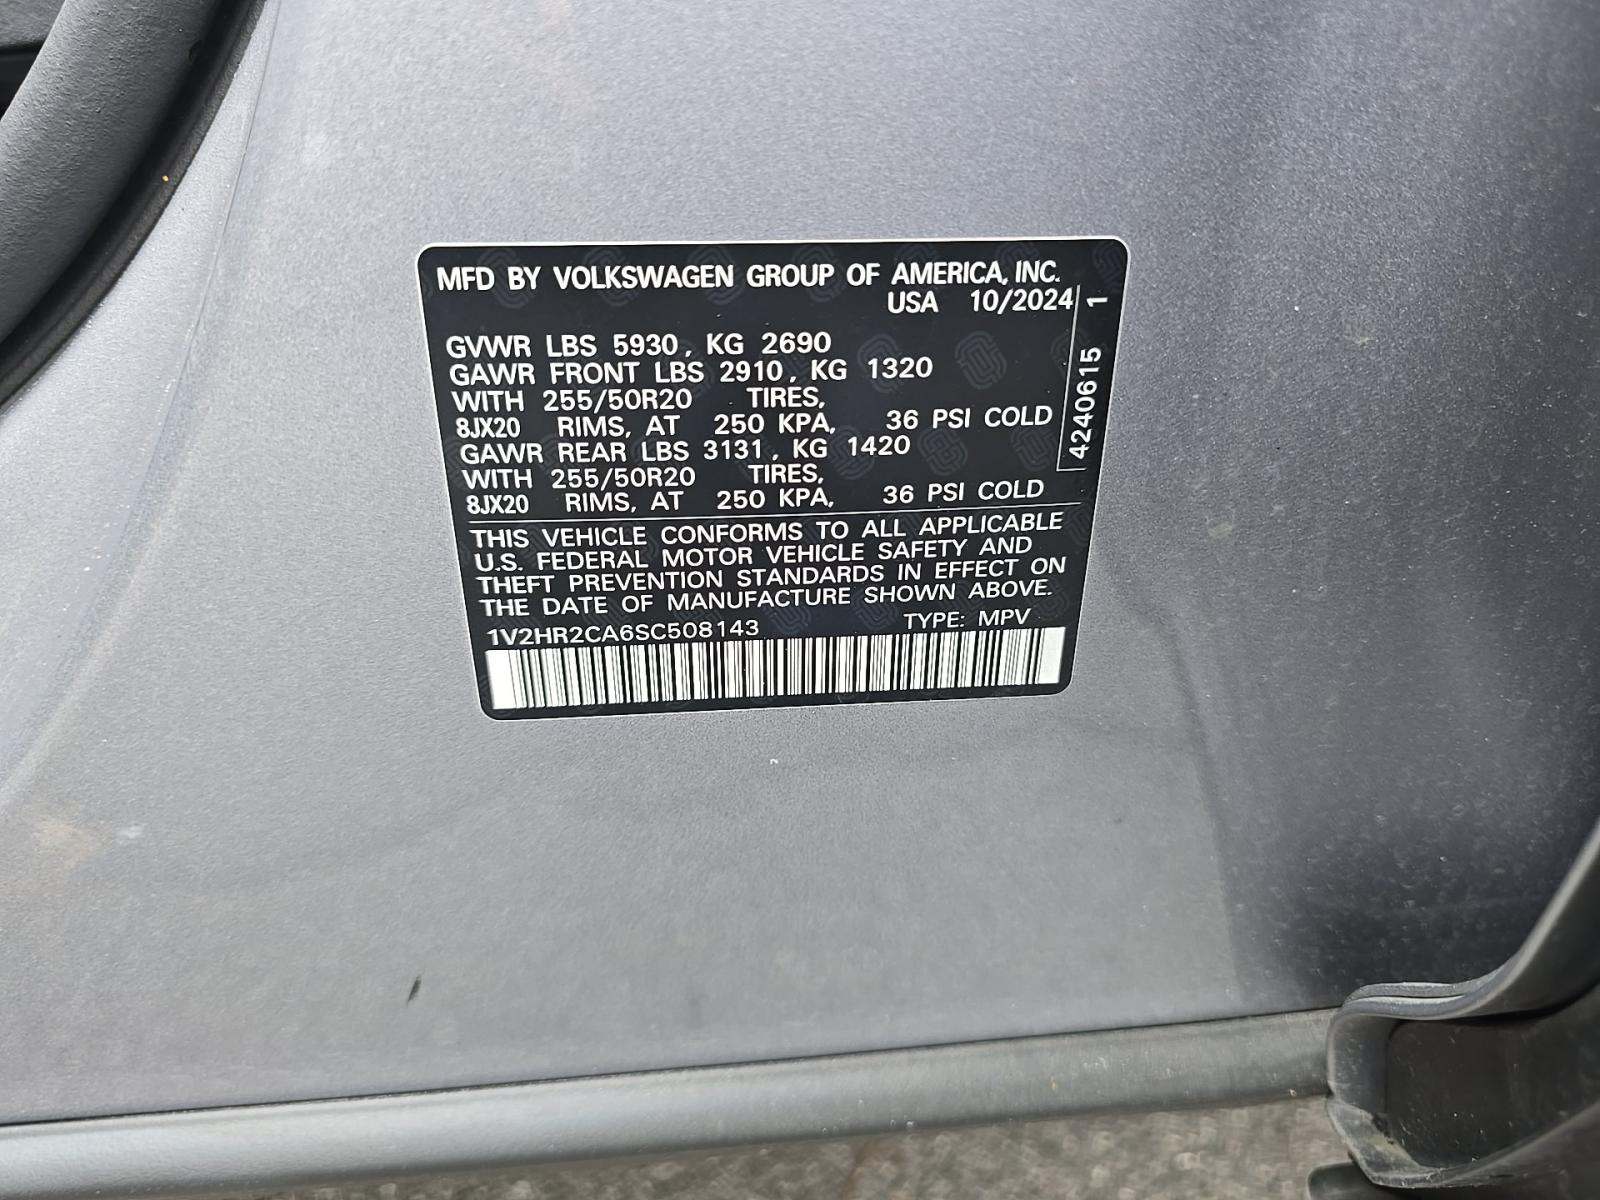 MFD BY VOLKSWAGEN GROUP OF AMERICA, INC.
USA 10/2024
GVWR LBS 5930, KG 2690
GAWR FRONT LBS 2910, KG 1320
WITH 255/50R20 TIRES,
8JX20 RIMS, AT 250 KPA, 36 PSI COLD
GAWR REAR LBS 3131, KG 1420
WITH 255/50R20 TIRES,
8JX20 RIMS, AT 250 KPA, 36 PSI COLD
THIS VEHICLE CONFORMS TO ALL APPLICABLE
U.S. FEDERAL MOTOR VEHICLE SAFETY AND
THEFT PREVENTION STANDARDS IN EFFECT ON
THE DATE OF MANUFACTURE SHOWN ABOVE.
1V2HR2CA6SC508143 TYPE: MPV
4240615 1